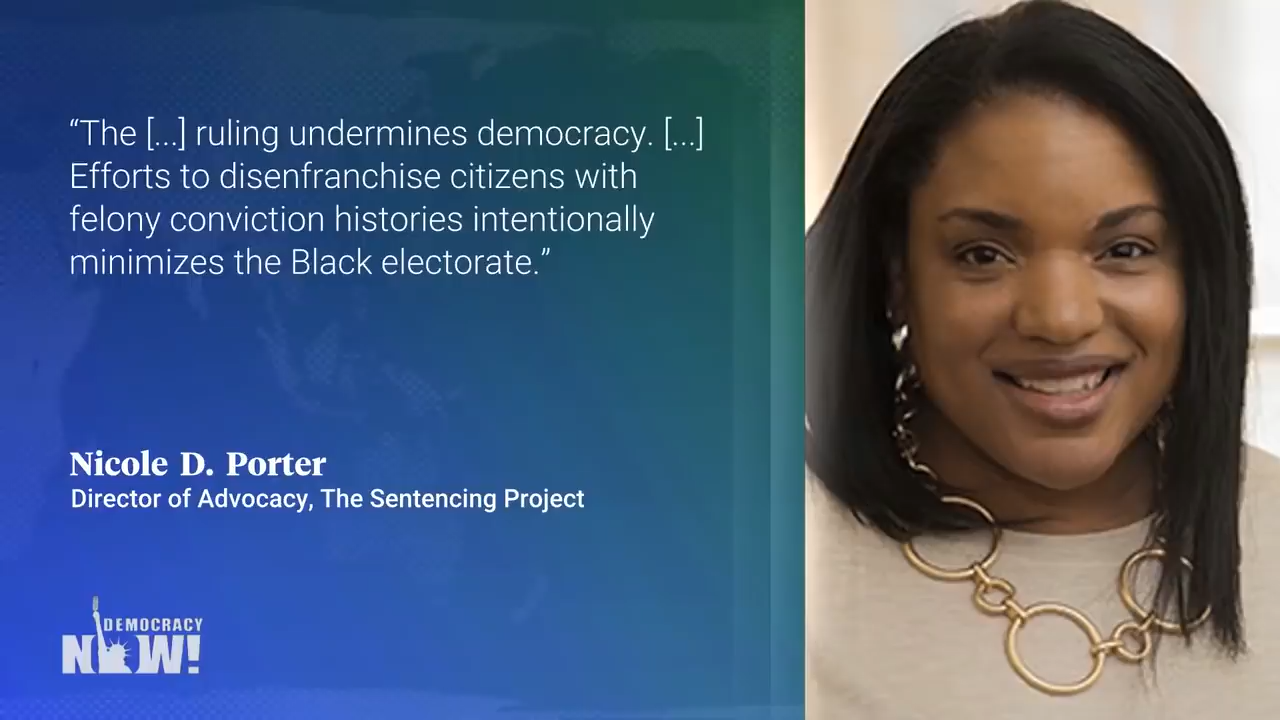 “The [...] ruling undermines democracy. [...]
Efforts to disenfranchise citizens with
felony conviction histories intentionally
minimizes the Black electorate.”
Nicole D. Porter
Director of Advocacy, The Sentencing Project
DEMOCRACY
NOW!